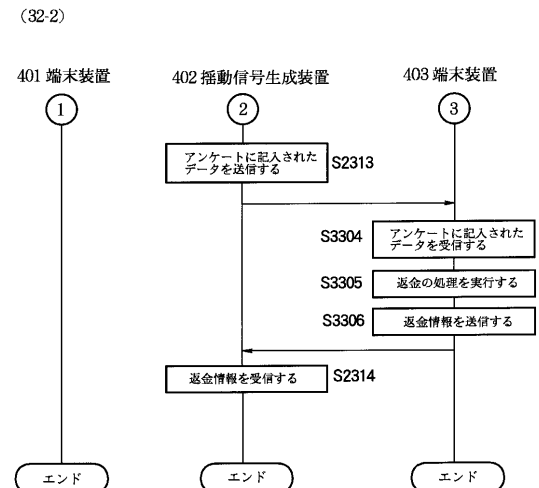 (32-2)
401 端末装置
402 揺動信号生成装置
403 端末装置
1
2
3
アンケートに記入された
データを送信する
S2313
S3304
アンケートに記入された
データを受信する
S3305
返金の処理を実行する
S3306
返金情報を送信する
返金情報を受信する
S2314
エンド
エンド
エンド